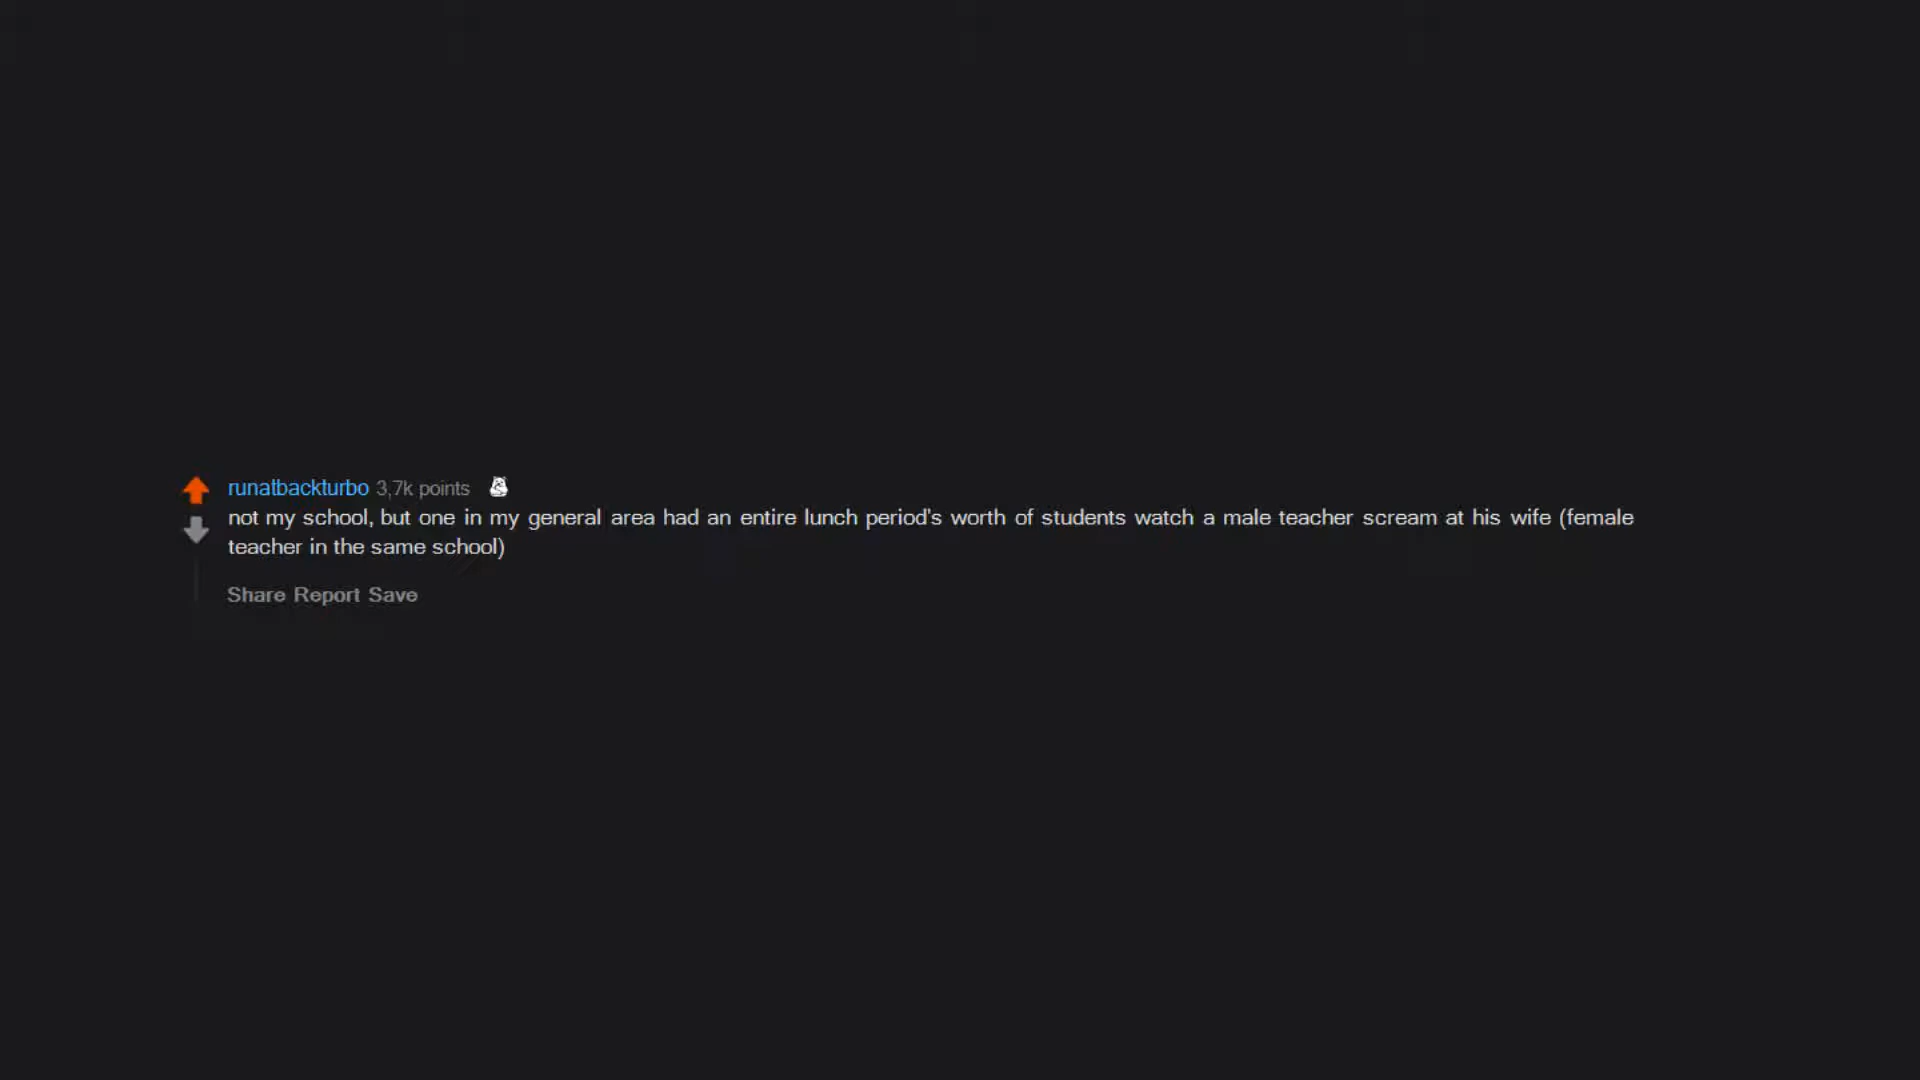 runatbackturbo 3,7k points
not my school, but one in my general area had an entire lunch period's worth of students watch a male teacher scream at his wife (female
teacher in the same school)
Share Report Save